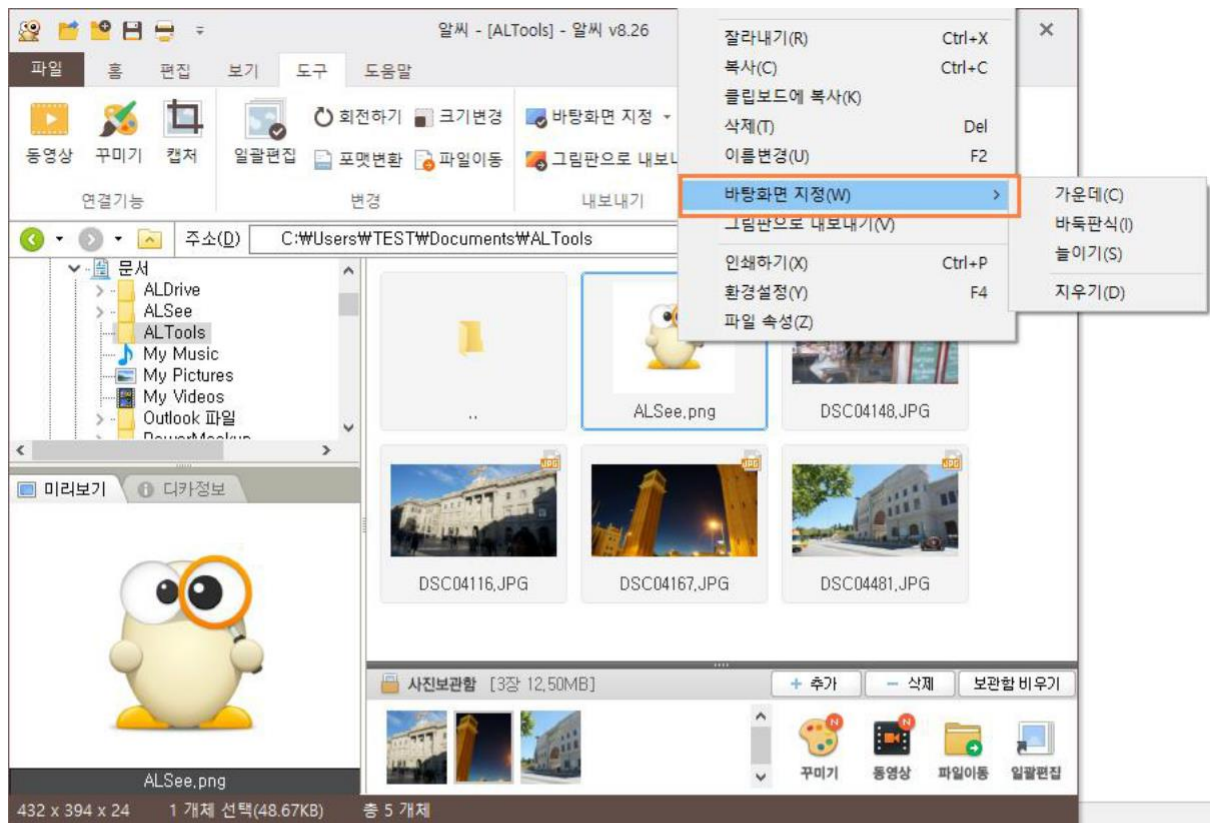 알씨 - [ALTools] - 알씨 v8.26
파일 홈 편집 보기 도구 도움말
동영상 꾸미기 캡처 일괄편집 회전하기 크기변경 포맷변환 파일이동 바탕화면 지정 그림판으로 내보내
연결기능 변경 내보내기
잘라내기(R) Ctrl+X
복사(C) Ctrl+C
클립보드에 복사(K)
삭제(T) Del
이름변경(U) F2
바탕화면 지정(W) >
그림판으로 내보내기(V)
인쇄하기(X) Ctrl+P
환경설정(Y) F4
파일 속성(Z)
가운데(C)
바둑판식(I)
늘이기(S)
지우기(D)
주소(D) C:₩Users₩TEST₩Documents₩ALTools
문서
ALDrive
ALSee
ALTools
My Music
My Pictures
My Videos
Outlook 파일
PowerMockup
..
ALSee.png
DSC04148.JPG
JPG
JPG
JPG
DSC04116.JPG
DSC04167.JPG
DSC04481.JPG
미리보기 디카정보
ALSee.png
사진보관함 [3장 12.50MB] + 추가 − 삭제 보관함 비우기
N
N
꾸미기 동영상 파일이동 일괄편집
432 x 394 x 24 1 개체 선택(48.67KB) 총 5 개체